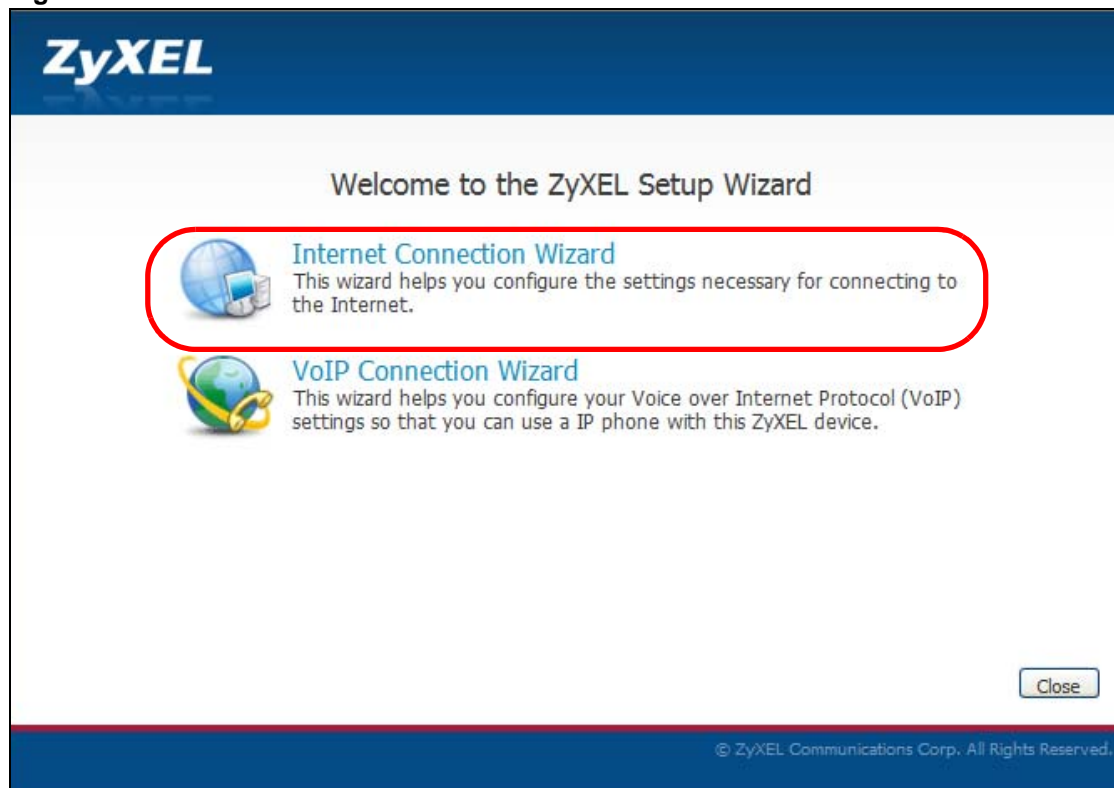 ZyXEL
Welcome to the ZyXEL Setup Wizard
Internet Connection Wizard
This wizard helps you configure the settings necessary for connecting to
the Internet.
VoIP Connection Wizard
This wizard helps you configure your Voice over Internet Protocol (VoIP)
settings so that you can use a IP phone with this ZyXEL device.
Close
© ZyXEL Communications Corp. All Rights Reserved.